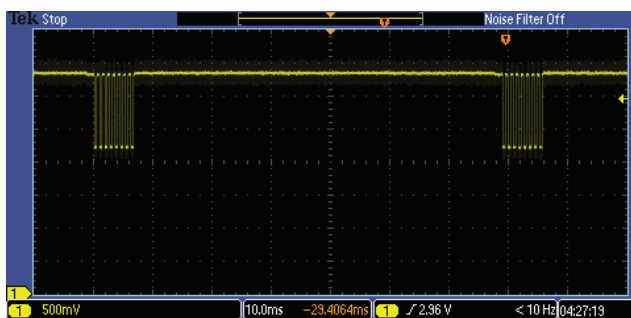 Tek Stop Noise Filter Off
T
T
1
1 500mV 10.0ms -29.4064ms 1 2.96 V < 10 Hz 04:27:19